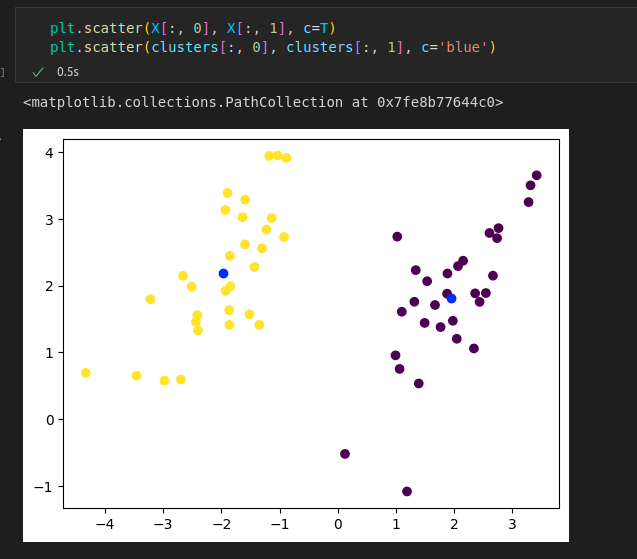 plt.scatter(X[:, 0], X[:, 1], c=T)
plt.scatter(clusters[:, 0], clusters[:, 1], c='blue')
]
✓ 0.5s
<matplotlib.collections.PathCollection at 0x7fe8b77644c0>
4
3
2
1
0
−1
−4 −3 −2 −1 0 1 2 3